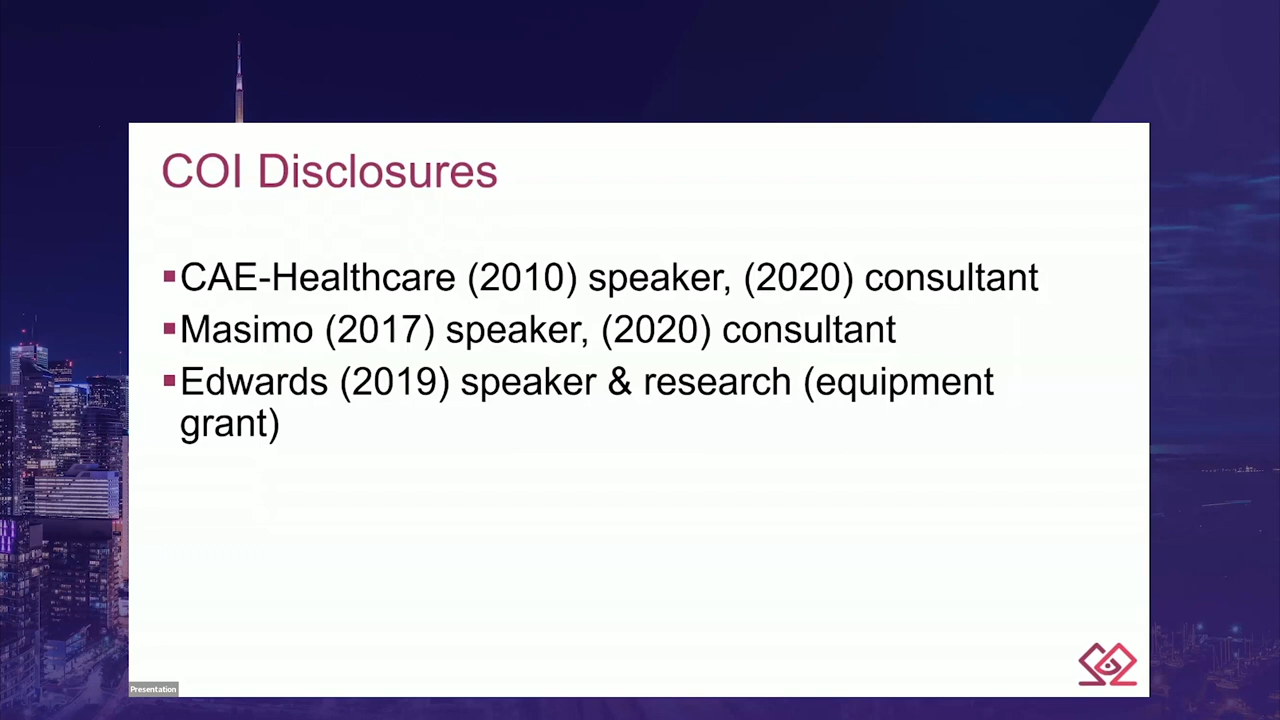 COI Disclosures
▪CAE-Healthcare (2010) speaker, (2020) consultant
▪Masimo (2017) speaker, (2020) consultant
▪Edwards (2019) speaker & research (equipment
grant)
Presentation